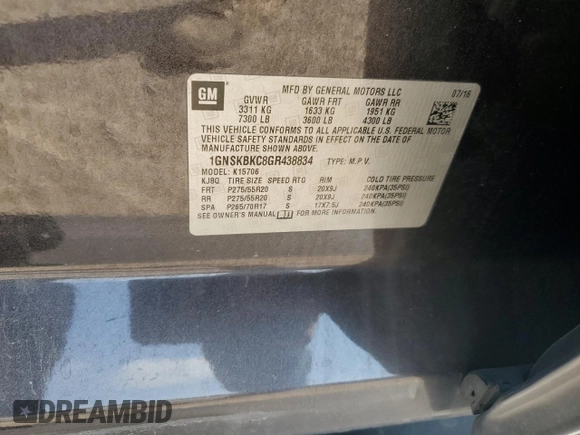 GM
MFD BY GENERAL MOTORS LLC
07/16
GVWR GAWR FRT GAWR RR
3311 KG 1633 KG 1951 KG
7300 LB 3600 LB 4300 LB
THIS VEHICLE CONFORMS TO ALL APPLICABLE U.S. FEDERAL MOTOR
VEHICLE SAFETY STANDARDS IN EFFECT ON THE DATE OF
MANUFACTURE SHOWN ABOVE.
1GNSKBKC8GR438834 TYPE: M.P.V.
MODEL: K15706
KJ8Q TIRE SIZE SPEED RTG RIM COLD TIRE PRESSURE
FRT P275/55R20 S 20X9J 240KPA(35PSI)
RR P275/55R20 S 20X9J 240KPA(35PSI)
SPA P265/70R17 S 17X7.5J 240KPA(35PSI)
SEE OWNER'S MANUAL FOR MORE INFORMATION.
DREAMBID